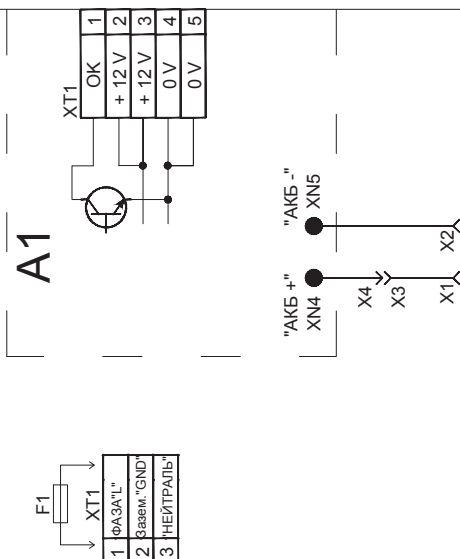 XT1
OK 1
+ 12 V 2
+ 12 V 3
0 V 4
0 V 5
A1
"АКБ -"
XN5
"АКБ +"
XN4
X2
X4
X3
X1
F1
XT1
1 ФАЗА"L"
2 Зазем."GND"
3 "НЕЙТРАЛЬ"